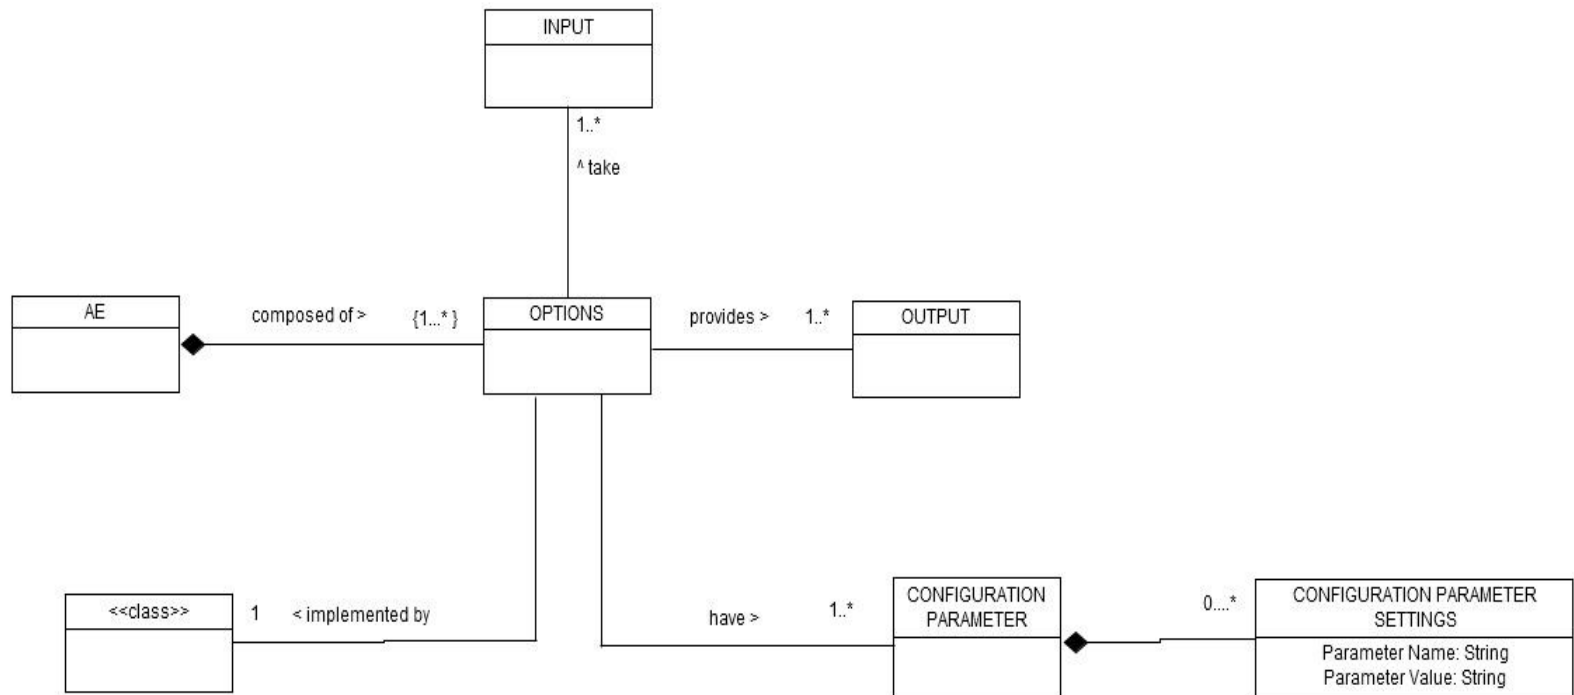 INPUT
1..*
^ take
AE
composed of >
{1...* }
OPTIONS
provides >
1..*
OUTPUT
<<class>>
1
< implemented by
have >
1..*
CONFIGURATION
PARAMETER
0....*
CONFIGURATION PARAMETER
SETTINGS
Parameter Name: String
Parameter Value: String